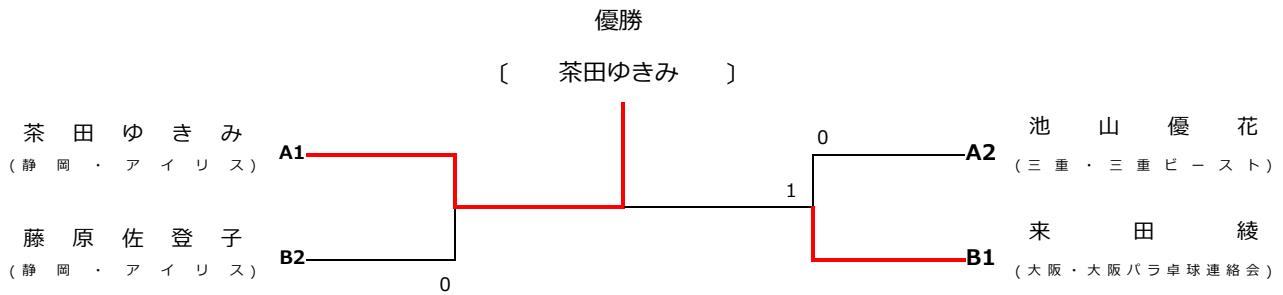 優勝
〔 茶田ゆきみ 〕
茶田ゆきみ
(静岡・アイリス)
A1
藤原佐登子
(静岡・アイリス)
B2
0
1
0
池山優花
(三重・三重ビースト)
A2
来田綾
(大阪・大阪パラ卓球連絡会)
B1